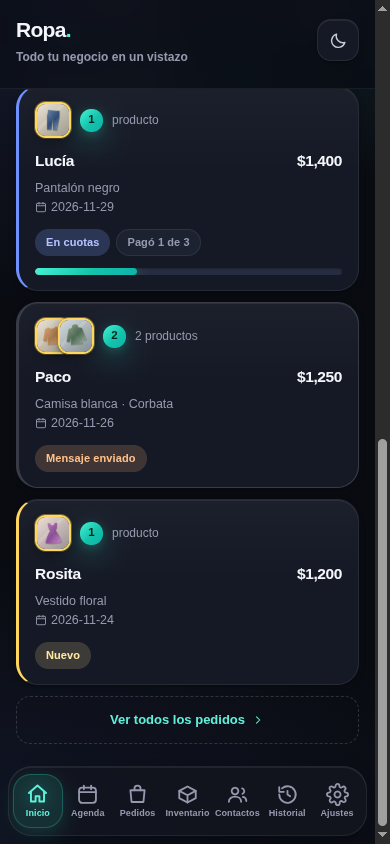 Ropa.
Todo tu negocio en un vistazo
1 producto
Lucía $1,400
Pantalón negro
2026-11-29
En cuotas Pagó 1 de 3
2 2 productos
Paco $1,250
Camisa blanca · Corbata
2026-11-26
Mensaje enviado
1 producto
Rosita $1,200
Vestido floral
2026-11-24
Nuevo
Ver todos los pedidos
Inicio Agenda Pedidos Inventario Contactos Historial Ajustes